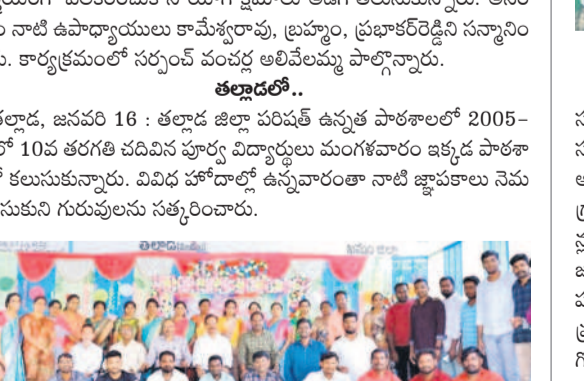 నాటి ఉపాధ్యాయులు కామేశ్వరావు, బ్రహ్మం, ప్రభాకర్‌రెడ్డిని సన్మానిం
. కార్యక్రమంలో సర్పంచ్ వంచర్ల అలివేలమ్మ పాల్గొన్నారు.
తల్లాడలో..
తల్లాడ, జనవరి 16 : తల్లాడ జిల్లా పరిషత్ ఉన్నత పాఠశాలలో 2005-
లో 10వ తరగతి చదివిన పూర్వ విద్యార్థులు మంగళవారం ఇక్కడ పాఠశా
కలుసుకున్నారు. వివిధ హోదాల్లో ఉన్నవారంతా నాటి జ్ఞాపకాలు నెమ
సుకుని గురువులను సత్కరించారు.
తల్లాడ